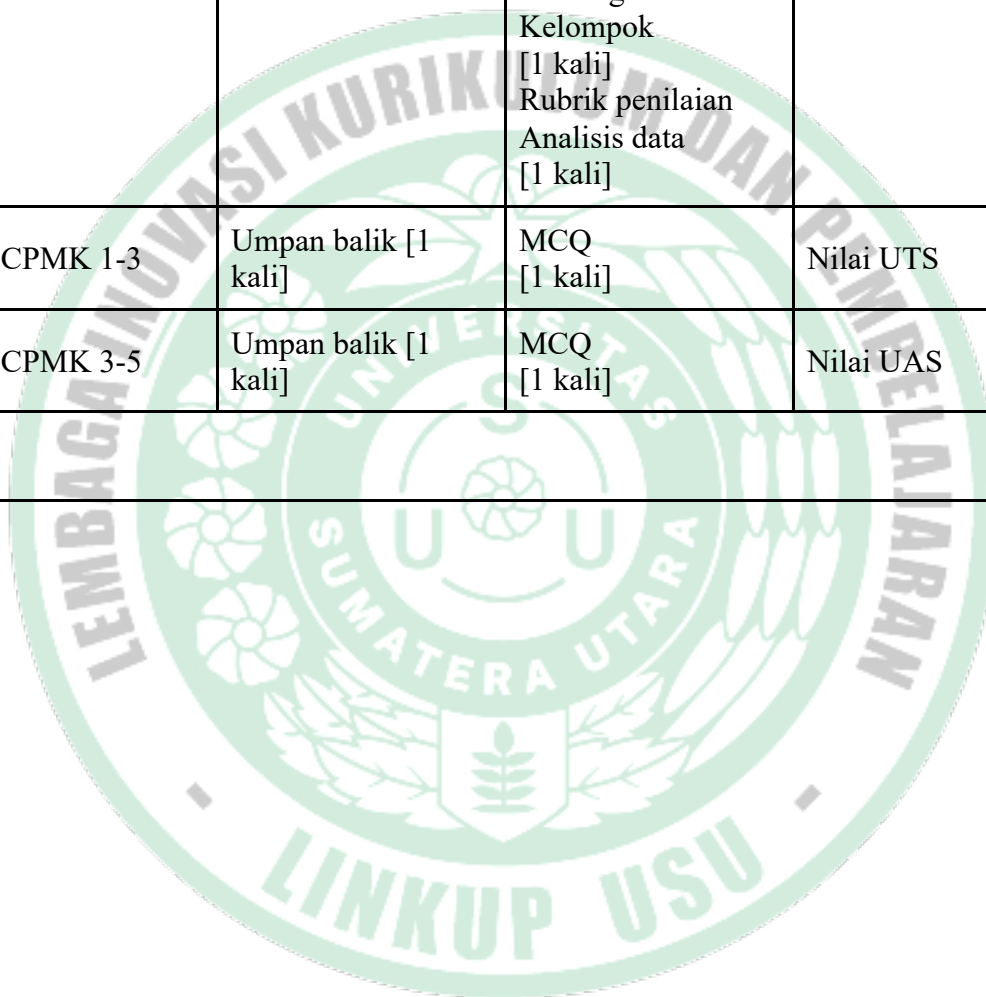 Kelompok
[1 kali]
Rubrik penilaian
Analisis data
[1 kali]
CPMK 1-3
Umpan balik [1
kali]
MCQ
[1 kali]
Nilai UTS
CPMK 3-5
Umpan balik [1
kali]
MCQ
[1 kali]
Nilai UAS
LEMBAGA INOVASI KURIKULUM DAN PEMBELAJARAN
UNIVERSITAS
S
U U
SUMATERA UTARA
- LINKUP USU -